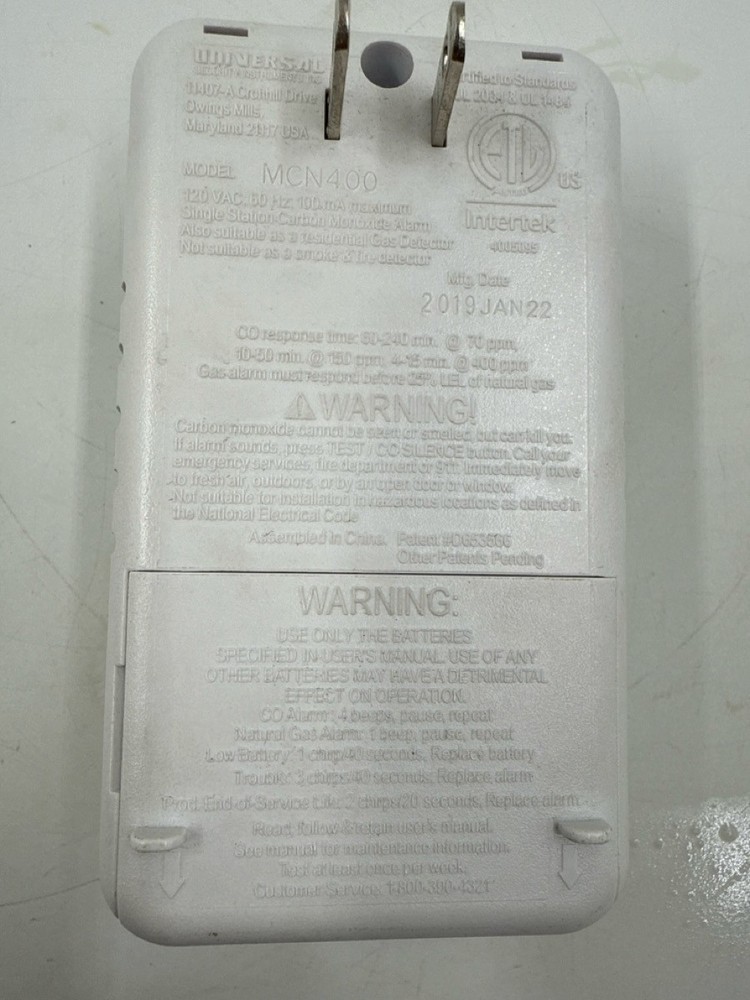 UNIVERSAL
SECURITY INSTRUMENTS, INC.
11407-A Cronhill Drive
Owings Mills,
Maryland 21117 USA
Certified to Standards
UL 2034 & UL 1484
ETL
US
Intertek
4005395
MODEL MCN400
120 VAC, 60 Hz, 100 mA maximum
Single Station Carbon Monoxide Alarm
Also suitable as a residential Gas Detector
Not suitable as a smoke & fire detector
Mfg. Date
2019JAN22
CO response time: 60-240 min. @ 70 ppm,
10-50 min. @ 150 ppm, 4-15 min. @ 400 ppm
Gas alarm must respond before 25% LEL of natural gas
⚠WARNING!
Carbon monoxide cannot be seen or smelled, but can kill you.
If alarm sounds, press TEST / CO SILENCE button. Call your
emergency services, fire department or 911. Immediately move
to fresh air, outdoors, or by an open door or window.
Not suitable for installation in hazardous locations as defined in
the National Electrical Code
Assembled in China. Patent #D653586
Other Patents Pending
WARNING:
USE ONLY THE BATTERIES
SPECIFIED IN USER'S MANUAL. USE OF ANY
OTHER BATTERIES MAY HAVE A DETRIMENTAL
EFFECT ON OPERATION.
CO Alarm: 4 beeps, pause, repeat
Natural Gas Alarm: 1 beep, pause, repeat
Low Battery: 1 chirp/40 seconds, Replace battery
Trouble: 3 chirps/40 seconds, Replace alarm
Prod. End-of-Service Life: 2 chirps/20 seconds, Replace alarm
Read, follow & retain user's manual.
See manual for maintenance information.
Test at least once per week.
Customer Service: 1-800-390-4321